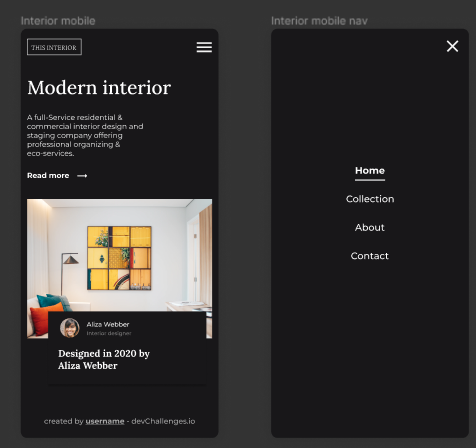 Interior mobile
THIS INTERIOR
Modern interior
A full-Service residential &
commercial interior design and
staging company offering
professional organizing &
eco-services.
Read more
Aliza Webber
Interior designer
Designed in 2020 by
Aliza Webber
created by username - devChallenges.io
Interior mobile nav
Home
Collection
About
Contact